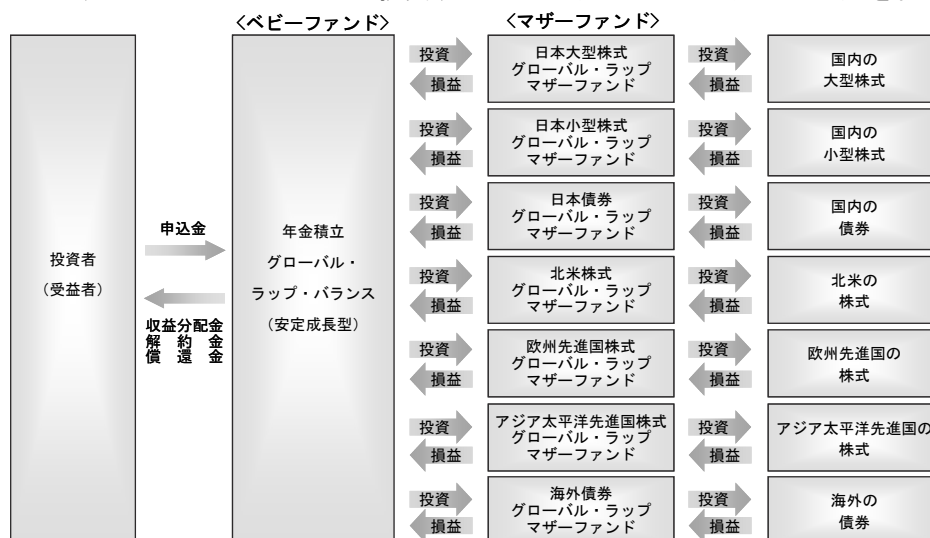 〈ベビーファンド〉
〈マザーファンド〉
投資者
(受益者)
申込金
収益分配金
解約金
償還金
年金積立
グローバル・
ラップ・バランス
(安定成長型)
投資
損益
日本大型株式
グローバル・ラップ
マザーファンド
投資
損益
国内の
大型株式
投資
損益
日本小型株式
グローバル・ラップ
マザーファンド
投資
損益
国内の
小型株式
投資
損益
日本債券
グローバル・ラップ
マザーファンド
投資
損益
国内の
債券
投資
損益
北米株式
グローバル・ラップ
マザーファンド
投資
損益
北米の
株式
投資
損益
欧州先進国株式
グローバル・ラップ
マザーファンド
投資
損益
欧州先進国の
株式
投資
損益
アジア太平洋先進国株式
グローバル・ラップ
マザーファンド
投資
損益
アジア太平洋先進国の
株式
投資
損益
海外債券
グローバル・ラップ
マザーファンド
投資
損益
海外の
債券